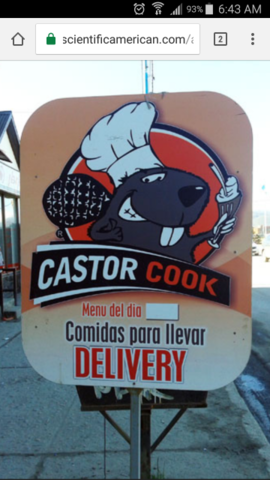 93% 6:43 AM
scientificamerican.com/a
2
CASTOR COOK
Menu del dia
Comidas para llevar
DELIVERY